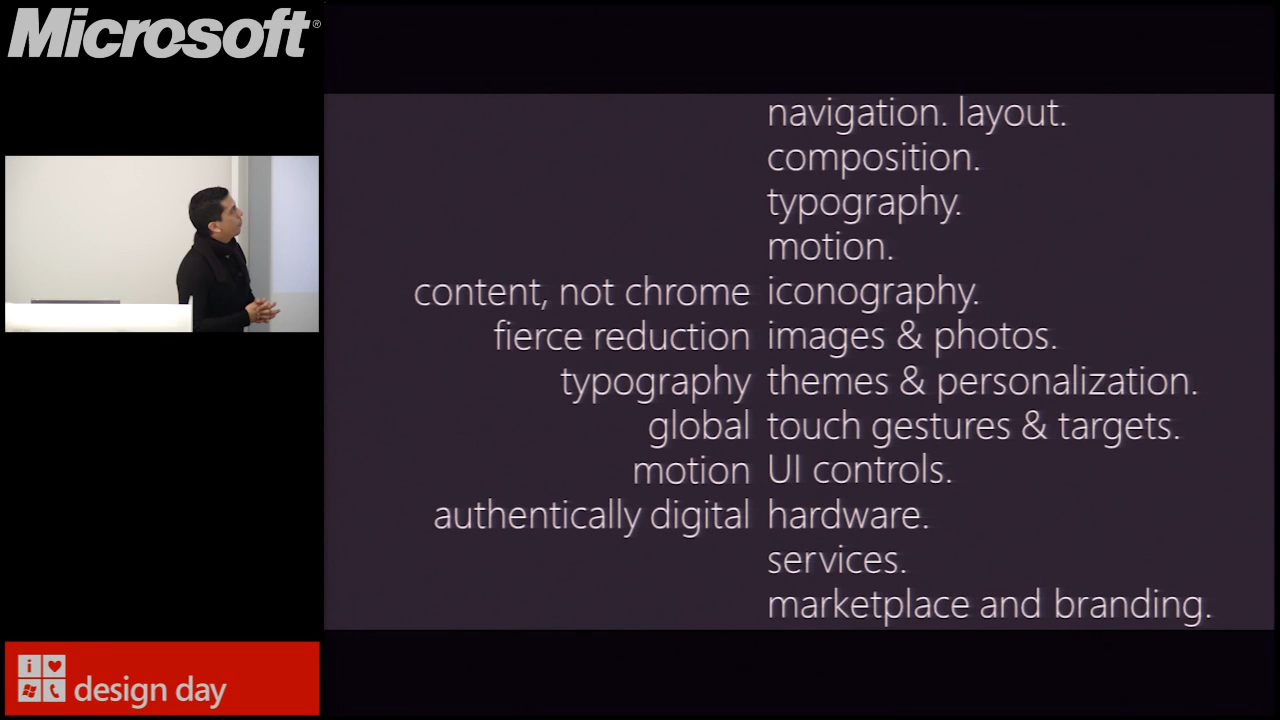 Microsoft®
navigation. layout.
composition.
typography.
motion.
content, not chrome iconography.
fierce reduction images & photos.
typography themes & personalization.
global touch gestures & targets.
motion UI controls.
authentically digital hardware.
services.
marketplace and branding.
i
design day